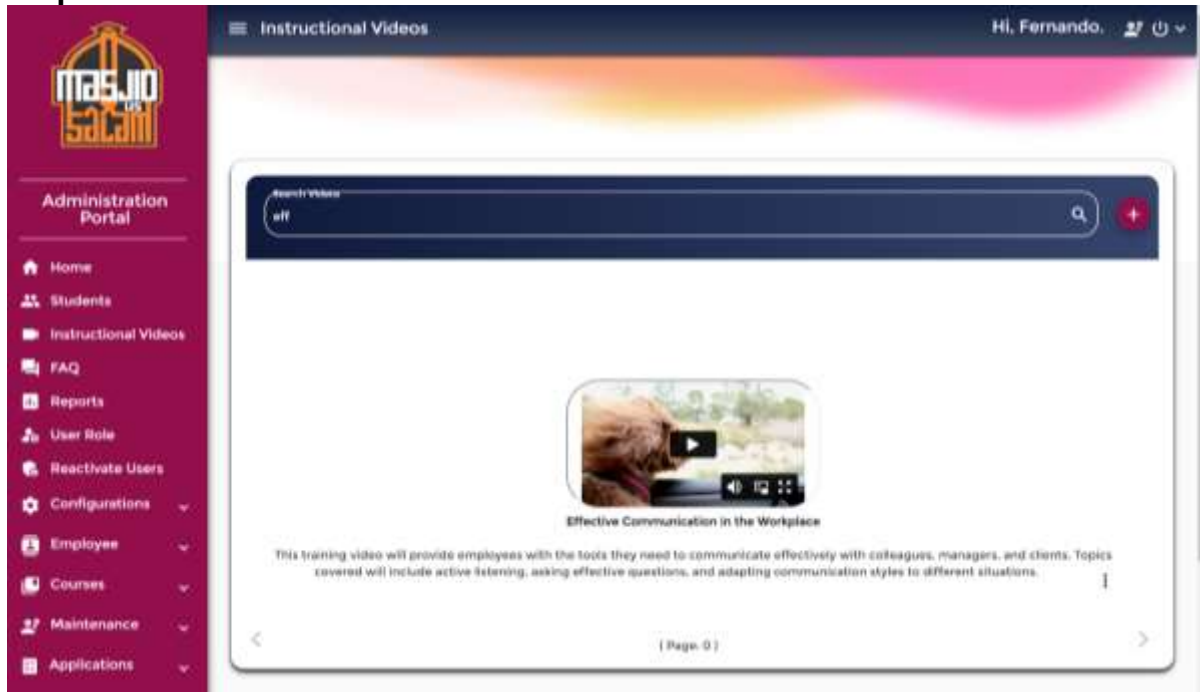 Instructional Videos
Hi, Fernando.
MASJID
US
SALAM
Administration
Portal
Home
Students
Instructional Videos
FAQ
Reports
User Role
Reactivate Users
Configurations
Employee
Courses
Maintenance
Applications
Search Videos
eff
Effective Communication in the Workplace
This training video will provide employees with the tools they need to communicate effectively with colleagues, managers, and clients. Topics
covered will include active listening, asking effective questions, and adapting communication styles to different situations.
( Page: 0 )